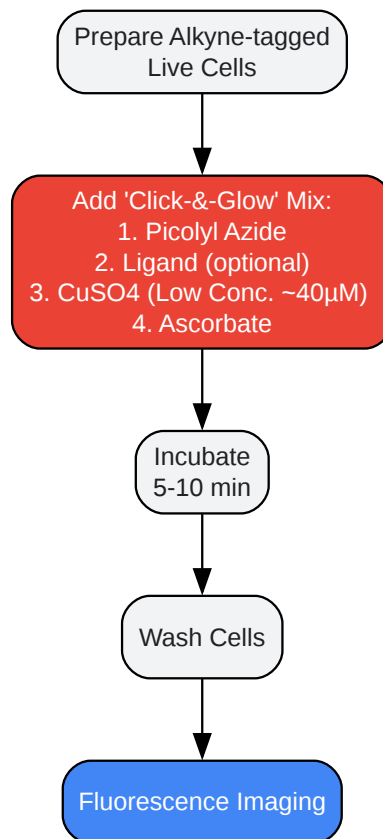 Prepare Alkyne-tagged
Live Cells
Add 'Click-&-Glow' Mix:
1. Picolyl Azide
2. Ligand (optional)
3. CuSO4 (Low Conc. ~40µM)
4. Ascorbate
Incubate
5-10 min
Wash Cells
Fluorescence Imaging